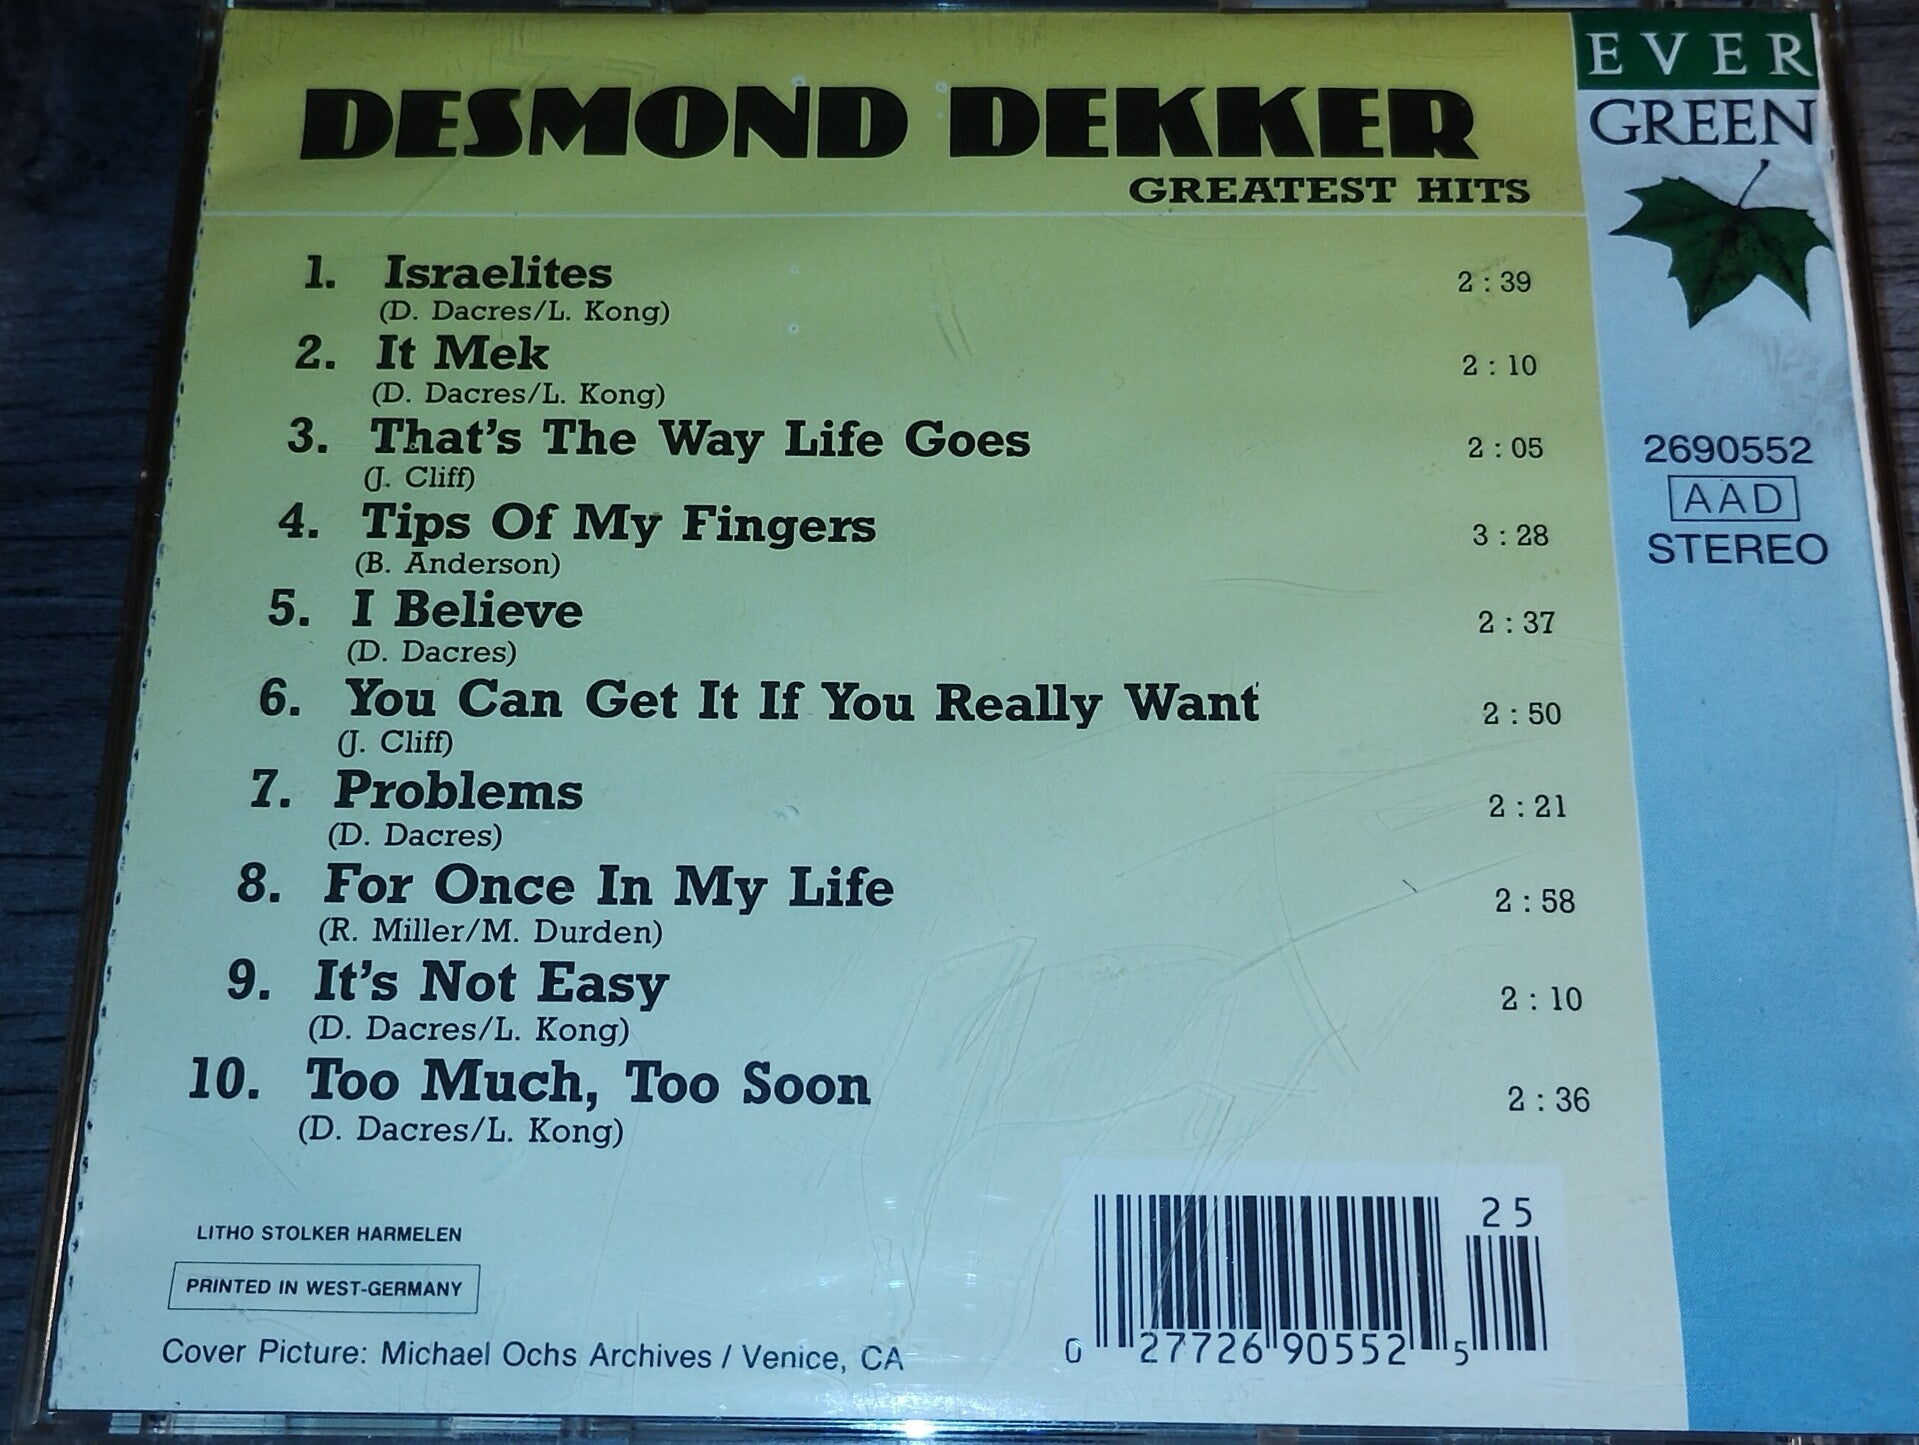 DESMOND DEKKER
GREATEST HITS
EVER
GREEN
1. Israelites 2:39
(D. Dacres/L. Kong)
2. It Mek 2:10
(D. Dacres/L. Kong)
3. That's The Way Life Goes 2:05
(J. Cliff)
4. Tips Of My Fingers 3:28
(B. Anderson)
5. I Believe 2:37
(D. Dacres)
6. You Can Get It If You Really Want 2:50
(J. Cliff)
7. Problems 2:21
(D. Dacres)
8. For Once In My Life 2:58
(R. Miller/M. Durden)
9. It's Not Easy 2:10
(D. Dacres/L. Kong)
10. Too Much, Too Soon 2:36
(D. Dacres/L. Kong)
2690552
AAD
STEREO
LITHO STOLKER HARMELEN
PRINTED IN WEST-GERMANY
Cover Picture: Michael Ochs Archives / Venice, CA
25
0 27726 90552 5